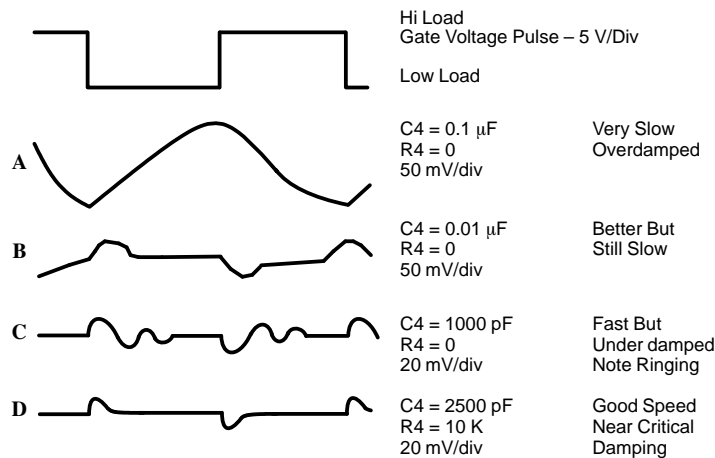 Hi Load
Gate Voltage Pulse – 5 V/Div
Low Load
A
C4 = 0.1 μF Very Slow
R4 = 0 Overdamped
50 mV/div
B
C4 = 0.01 μF Better But
R4 = 0 Still Slow
50 mV/div
C
C4 = 1000 pF Fast But
R4 = 0 Under damped
20 mV/div Note Ringing
D
C4 = 2500 pF Good Speed
R4 = 10 K Near Critical
20 mV/div Damping